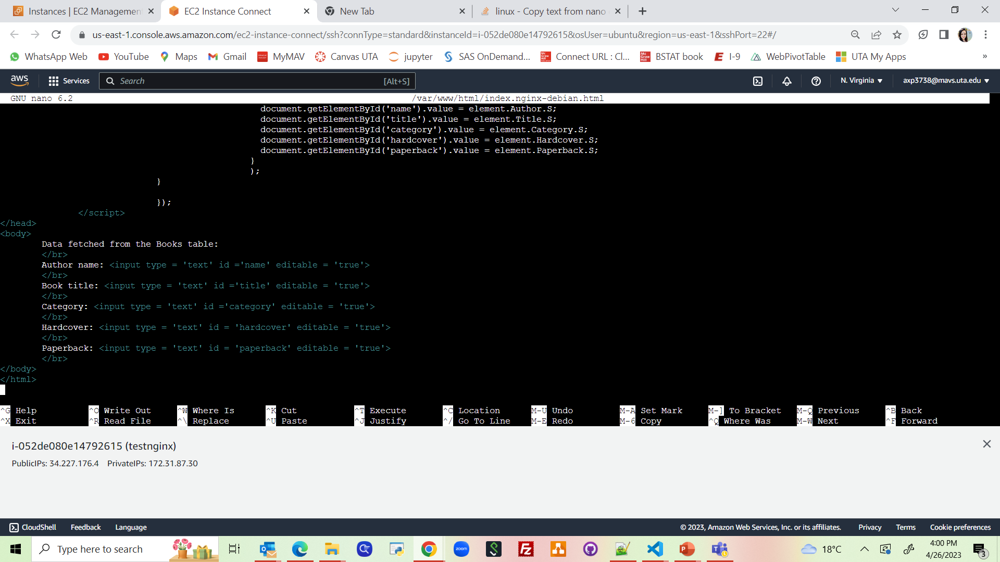 Instances | EC2 Managemen
EC2 Instance Connect
New Tab
linux - Copy text from nano
us-east-1.console.aws.amazon.com/ec2-instance-connect/ssh?connType=standard&instanceId=i-052de080e14792615&osUser=ubuntu&region=us-east-1&sshPort=22#/
WhatsApp Web YouTube Maps Gmail MyMAV Canvas UTA jupyter SAS OnDemand... Connect URL : Cl... BSTAT book I-9 WebPivotTable UTA My Apps »
aws Services Search [Alt+S] N. Virginia axp3738@mavs.uta.edu
GNU nano 6.2 /var/www/html/index.nginx-debian.html
document.getElementById('name').value = element.Author.S;
document.getElementById('title').value = element.Title.S;
document.getElementById('category').value = element.Category.S;
document.getElementById('hardcover').value = element.Hardcover.S;
document.getElementById('paperback').value = element.Paperback.S;
}
);
}
});
</script>
</head>
<body>
Data fetched from the Books table:
</br>
Author name: <input type = 'text' id ='name' editable = 'true'>
</br>
Book title: <input type = 'text' id ='title' editable = 'true'>
</br>
Category: <input type = 'text' id ='category' editable = 'true'>
</br>
Hardcover: <input type = 'text' id = 'hardcover' editable = 'true'>
</br>
Paperback: <input type = 'text' id = 'paperback' editable = 'true'>
</br>
</body>
</html>
^G Help ^O Write Out ^W Where Is ^K Cut ^T Execute ^C Location M-U Undo M-A Set Mark M-] To Bracket M-Q Previous ^B Back
^X Exit ^R Read File ^\ Replace ^U Paste ^J Justify ^/ Go To Line M-E Redo M-6 Copy ^Q Where Was M-W Next ^F Forward
i-052de080e14792615 (testnginx)
PublicIPs: 34.227.176.4 PrivateIPs: 172.31.87.30
CloudShell Feedback Language © 2023, Amazon Web Services, Inc. or its affiliates. Privacy Terms Cookie preferences
Type here to search zoom 18°C 4:00 PM
4/26/2023 3